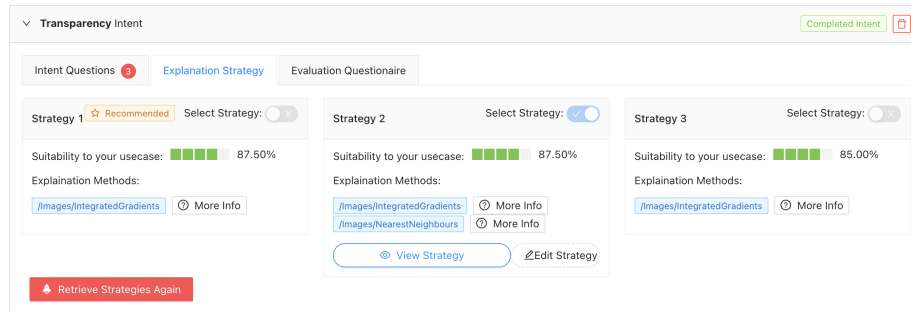 Transparency Intent
Completed Intent
Intent Questions 3
Explanation Strategy
Evaluation Questionaire
Strategy 1
Recommended
Select Strategy:
Suitability to your usecase: 87.50%
Explaination Methods:
/Images/IntegratedGradients
More Info
Strategy 2
Select Strategy:
Suitability to your usecase: 87.50%
Explaination Methods:
/Images/IntegratedGradients
More Info
/Images/NearestNeighbours
More Info
View Strategy
Edit Strategy
Strategy 3
Select Strategy:
Suitability to your usecase: 85.00%
Explaination Methods:
/Images/IntegratedGradients
More Info
Retrieve Strategies Again